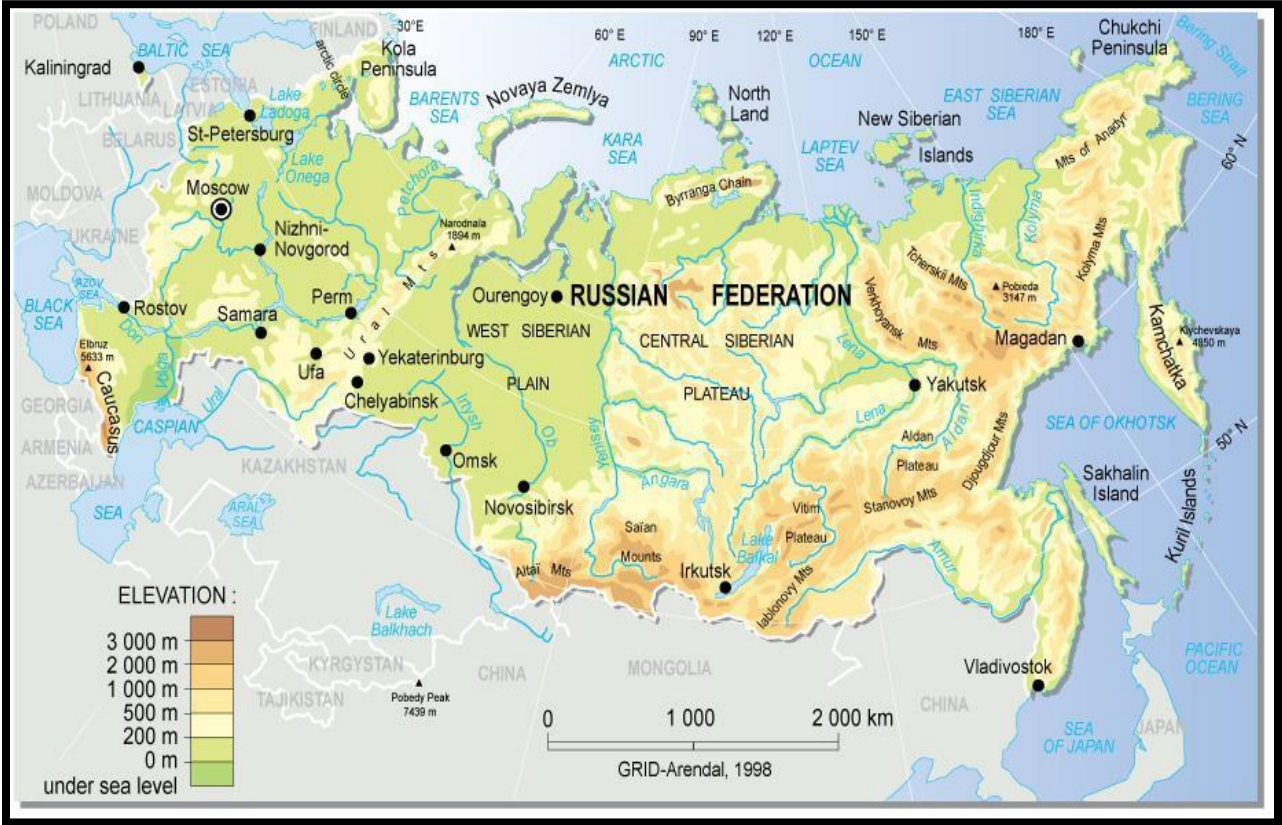 POLAND
FINLAND
30°E
60° E
90° E
120° E
150° E
180° E
Chukchi
Peninsula
Bering Strait
BALTIC SEA
Kaliningrad
LITHUANIA
LATVIA
ESTORIA
BELARUS
arctic circle
Kola
Peninsula
Lake
Ladoga
St-Petersburg
BARENTS
SEA
Novaya Zemlya
ARCTIC
OCEAN
KARA
SEA
North
Land
LAPTEV
SEA
New Siberian
Islands
EAST SIBERIAN
SEA
BERING
SEA
60° N
Mts of Anadyr
Lake
Onega
MOLDOVA
Moscow
UKRAINE
Nizhni-
Novgorod
Petchora
Narodnaïa
1894 m
Byrranga Chain
Indighirka
Kolyma
Kolyma Mts
Tcherskii Mts
Pobieda
3147 m
Verkhoyansk
Mts
AZOV
SEA
BLACK
SEA
Rostov
Don
Samara
Perm
Ural Mts
Ourengoy
RUSSIAN FEDERATION
WEST SIBERIAN
PLAIN
CENTRAL SIBERIAN
PLATEAU
Lena
Magadan
Kamchatka
Klychevskaya
4850 m
Elbruz
5633 m
Caucasus
Volga
Ural
Ufa
Yekaterinburg
Chelyabinsk
Irtysh
Ob
Yenisey
Yakutsk
Lena
Aldan
Aldan
Plateau
Djougdjour Mts
SEA OF OKHOTSK
50° N
GEORGIA
ARMENIA
AZERBAIJAN
CASPIAN
SEA
KAZAKHSTAN
ARAL
SEA
Omsk
Novosibirsk
Angara
Saïan
Mounts
Vitim
Plateau
Stanovoy Mts
Sakhalin
Island
Kuril Islands
Altaï Mts
Irkutsk
Lake
Baïkal
Iablonovy Mts
Amur
Lake
Balkhach
KYRGYSTAN
TAJIKISTAN
Pobedy Peak
7439 m
CHINA
MONGOLIA
CHINA
Vladivostok
SEA
OF JAPAN
JAPAN
PACIFIC
OCEAN
ELEVATION :
3 000 m
2 000 m
1 000 m
500 m
200 m
0 m
under sea level
0
1 000
2 000 km
GRID-Arendal, 1998